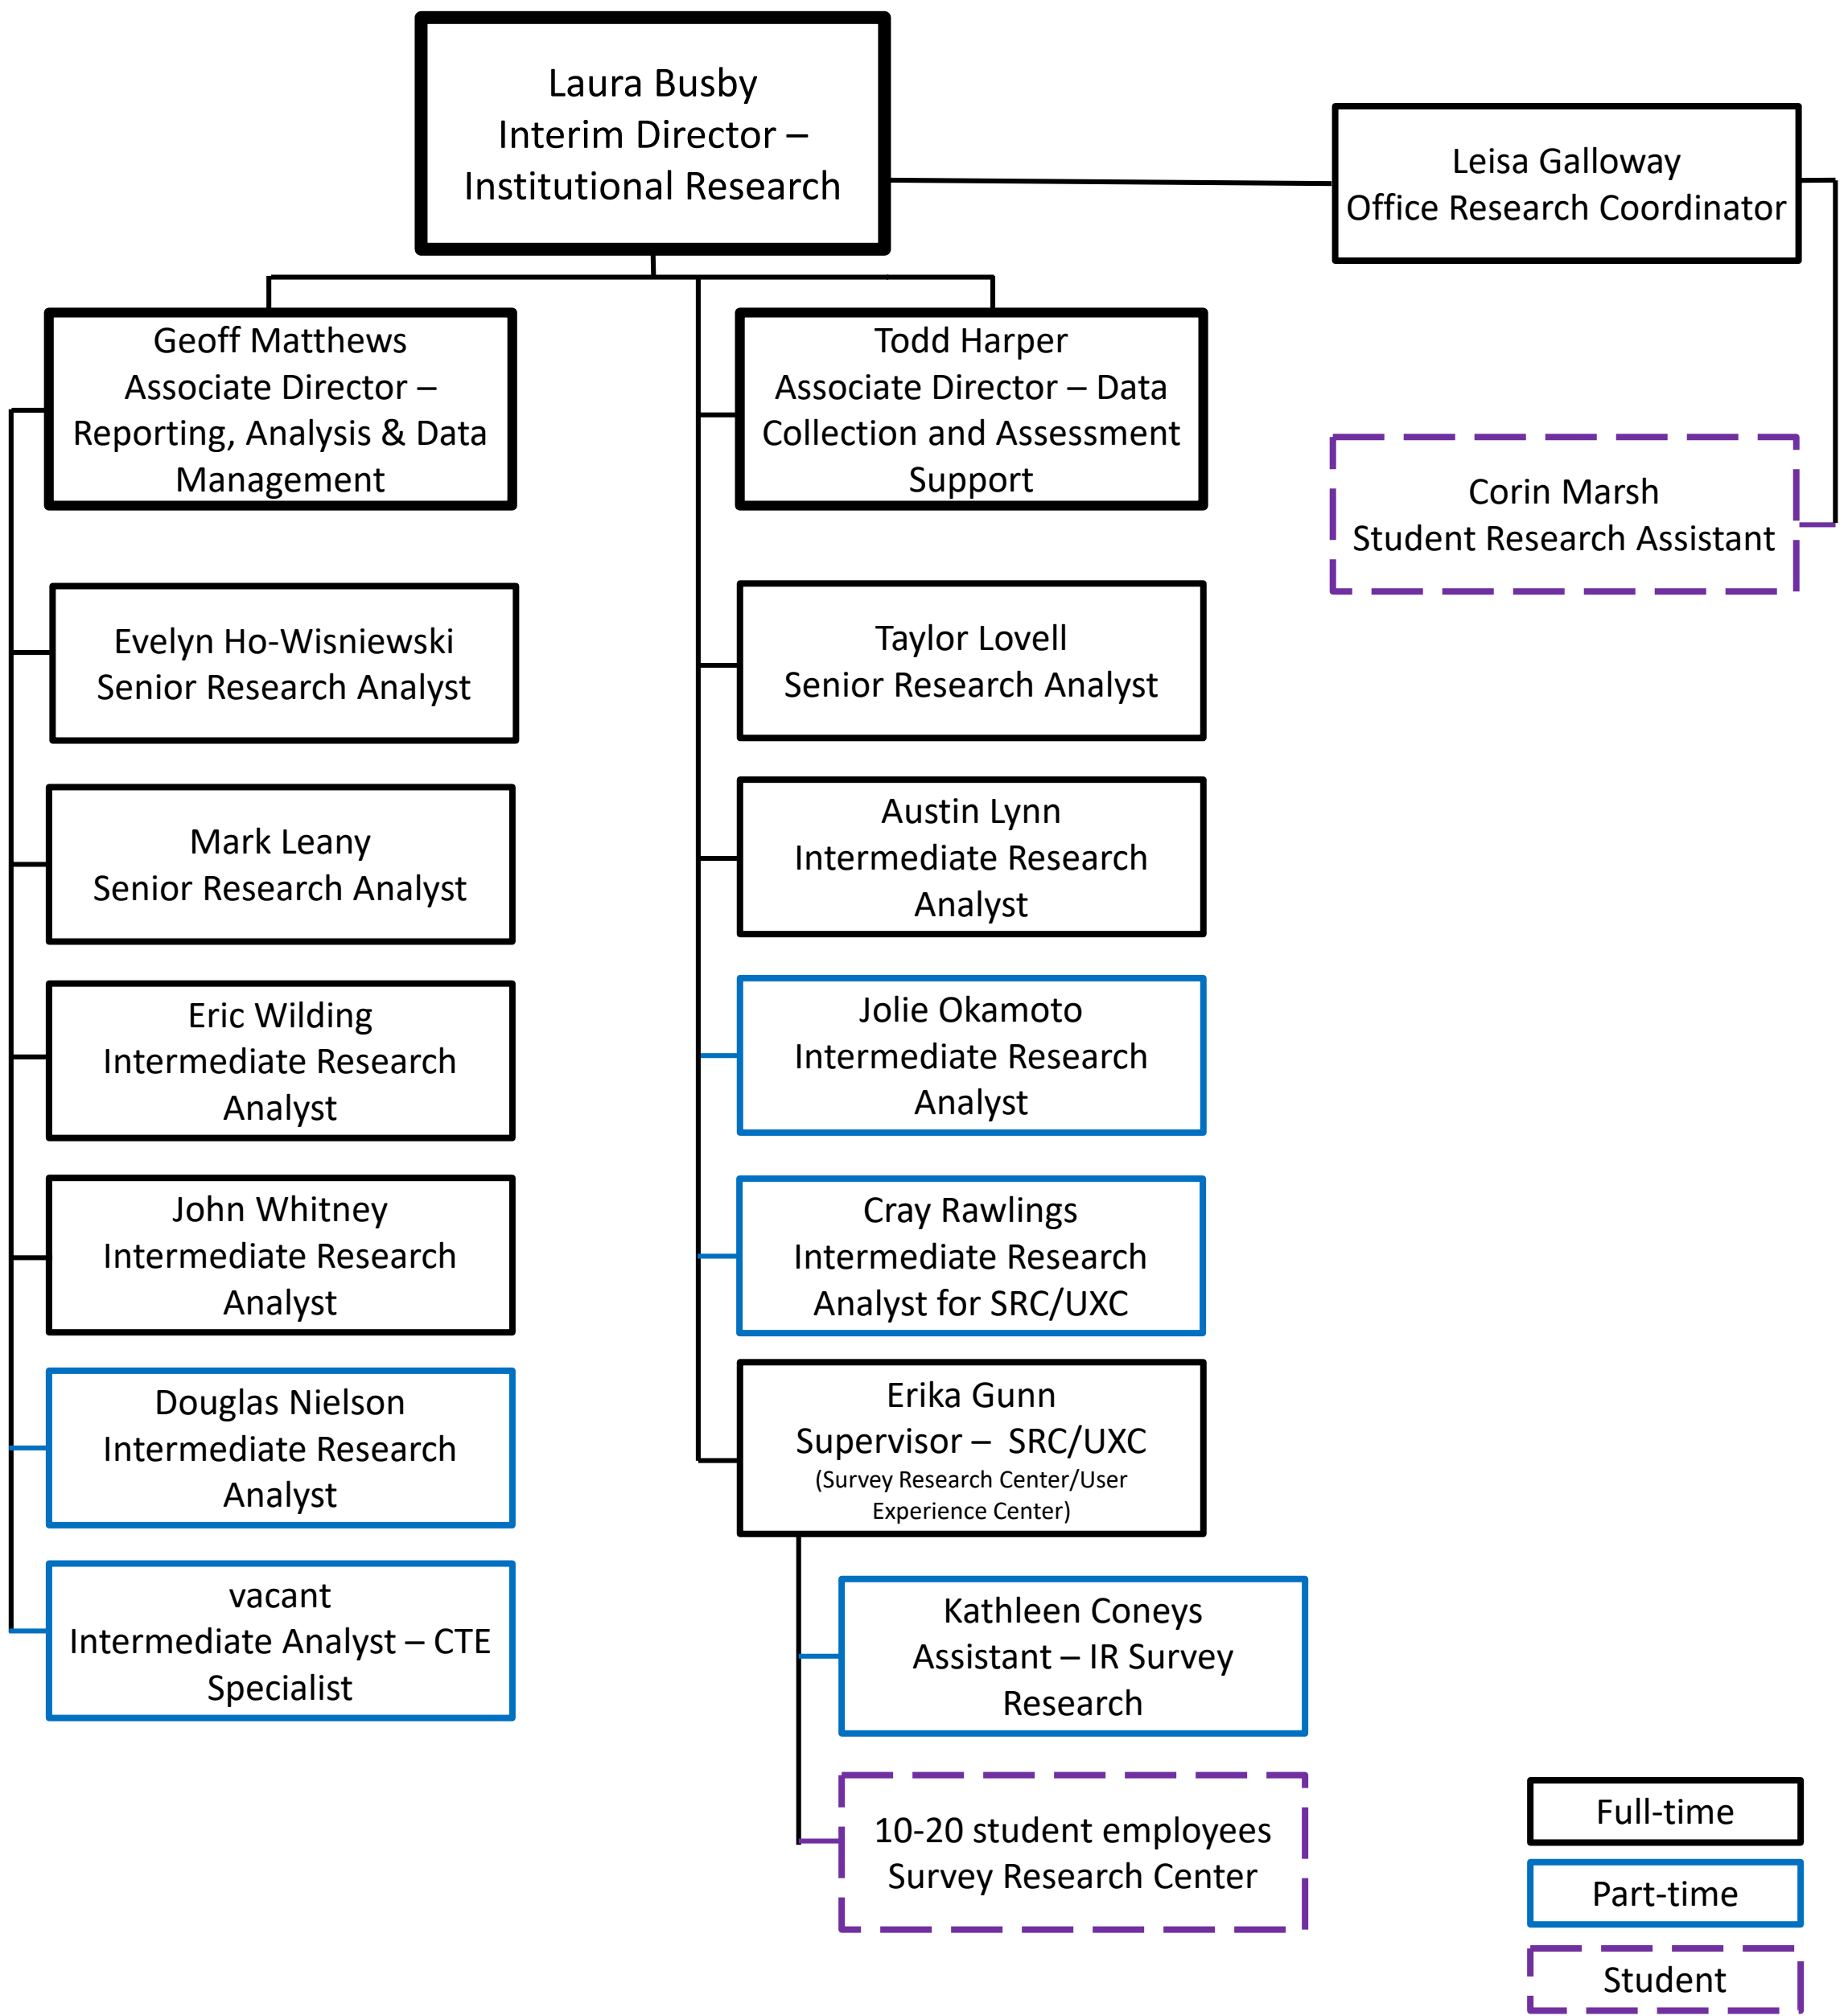 Laura Busby
Interim Director –
Institutional Research
Leisa Galloway
Office Research Coordinator
Geoff Matthews
Associate Director –
Reporting, Analysis & Data
Management
Todd Harper
Associate Director – Data
Collection and Assessment
Support
Corin Marsh
Student Research Assistant
Evelyn Ho-Wisniewski
Senior Research Analyst
Taylor Lovell
Senior Research Analyst
Mark Leany
Senior Research Analyst
Austin Lynn
Intermediate Research
Analyst
Eric Wilding
Intermediate Research
Analyst
Jolie Okamoto
Intermediate Research
Analyst
John Whitney
Intermediate Research
Analyst
Cray Rawlings
Intermediate Research
Analyst for SRC/UXC
Douglas Nielson
Intermediate Research
Analyst
Erika Gunn
Supervisor – SRC/UXC
(Survey Research Center/User
Experience Center)
vacant
Intermediate Analyst – CTE
Specialist
Kathleen Coneys
Assistant – IR Survey
Research
10-20 student employees
Survey Research Center
Full-time
Part-time
Student